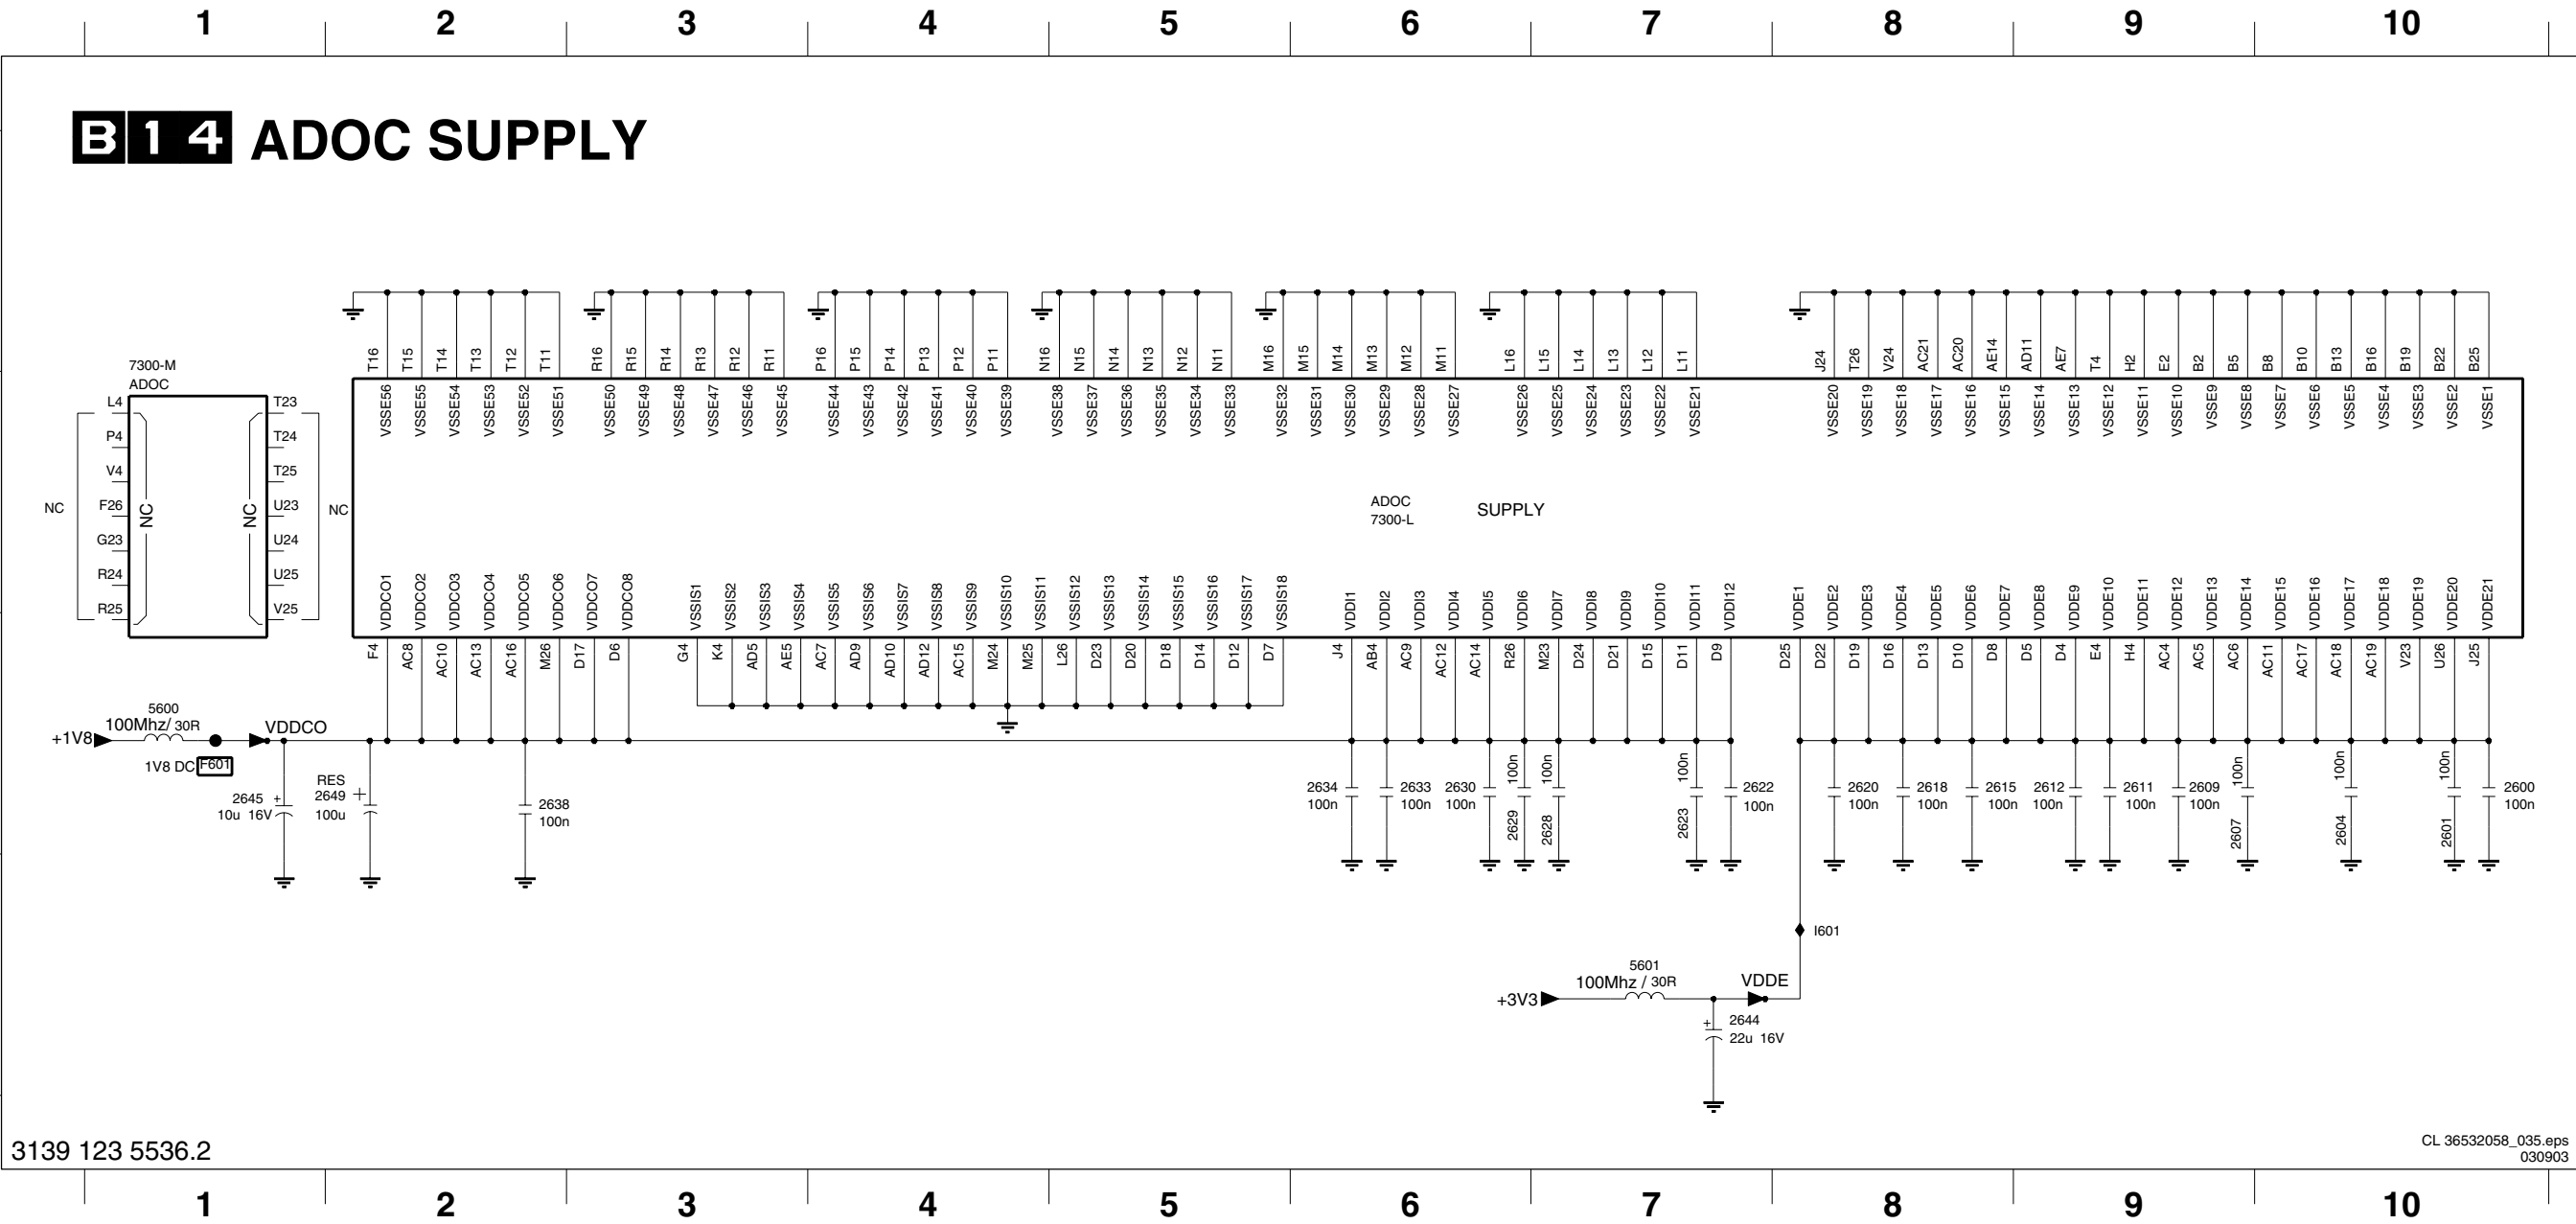 1 2 3 4 5 6 7 8 9 10
B 1 4 ADOC SUPPLY
T16 T15 T14 T13 T12 T11 R16 R15 R14 R13 R12 R11 P16 P15 P14 P13 P12 P11 N16 N15 N14 N13 N12 N11 M16 M15 M14 M13 M12 M11 L16 L15 L14 L13 L12 L11 J24 T26 V24 AC21 AC20 AE14 AD11 AE7 T4 H2 E2 B2 B5 B8 B10 B13 B16 B19 B22 B25
VSSE56 VSSE55 VSSE54 VSSE53 VSSE52 VSSE51 VSSE50 VSSE49 VSSE48 VSSE47 VSSE46 VSSE45 VSSE44 VSSE43 VSSE42 VSSE41 VSSE40 VSSE39 VSSE38 VSSE37 VSSE36 VSSE35 VSSE34 VSSE33 VSSE32 VSSE31 VSSE30 VSSE29 VSSE28 VSSE27 VSSE26 VSSE25 VSSE24 VSSE23 VSSE22 VSSE21 VSSE20 VSSE19 VSSE18 VSSE17 VSSE16 VSSE15 VSSE14 VSSE13 VSSE12 VSSE11 VSSE10 VSSE9 VSSE8 VSSE7 VSSE6 VSSE5 VSSE4 VSSE3 VSSE2 VSSE1
7300-M
ADOC
L4 T23
P4 T24
V4 T25
F26 U23
G23 U24
R24 U25
R25 V25
NC NC NC NC
ADOC
7300-L
SUPPLY
VDDCO1 VDDCO2 VDDCO3 VDDCO4 VDDCO5 VDDCO6 VDDCO7 VDDCO8 VSSIS1 VSSIS2 VSSIS3 VSSIS4 VSSIS5 VSSIS6 VSSIS7 VSSIS8 VSSIS9 VSSIS10 VSSIS11 VSSIS12 VSSIS13 VSSIS14 VSSIS15 VSSIS16 VSSIS17 VSSIS18 VDDI1 VDDI2 VDDI3 VDDI4 VDDI5 VDDI6 VDDI7 VDDI8 VDDI9 VDDI10 VDDI11 VDDI12 VDDE1 VDDE2 VDDE3 VDDE4 VDDE5 VDDE6 VDDE7 VDDE8 VDDE9 VDDE10 VDDE11 VDDE12 VDDE13 VDDE14 VDDE15 VDDE16 VDDE17 VDDE18 VDDE19 VDDE20 VDDE21
F4 AC8 AC10 AC13 AC16 M26 D17 D6 G4 K4 AD5 AE5 AC7 AD9 AD10 AD12 AC15 M24 M25 L26 D23 D20 D18 D14 D12 D7 J4 AB4 AC9 AC12 AC14 R26 M23 D24 D21 D15 D11 D9 D25 D22 D19 D16 D13 D10 D8 D5 D4 E4 H4 AC4 AC5 AC6 AC11 AC17 AC18 AC19 V23 U26 J25
5600
100Mhz/ 30R
+1V8 VDDCO
1V8 DC F601
2645
10u 16V +
RES
2649 +
100u
2638
100n
2634
100n
2633
100n
2630
100n
100n
2629
100n
2628
100n
2623
2622
100n
2620
100n
2618
100n
2615
100n
2612
100n
2611
100n
2609
100n
100n
2607
100n
2604
100n
2601
2600
100n
I601
5601
100Mhz / 30R
+3V3 VDDE
+ 2644
22u 16V
3139 123 5536.2
CL 36532058_035.eps
030903
1 2 3 4 5 6 7 8 9 10